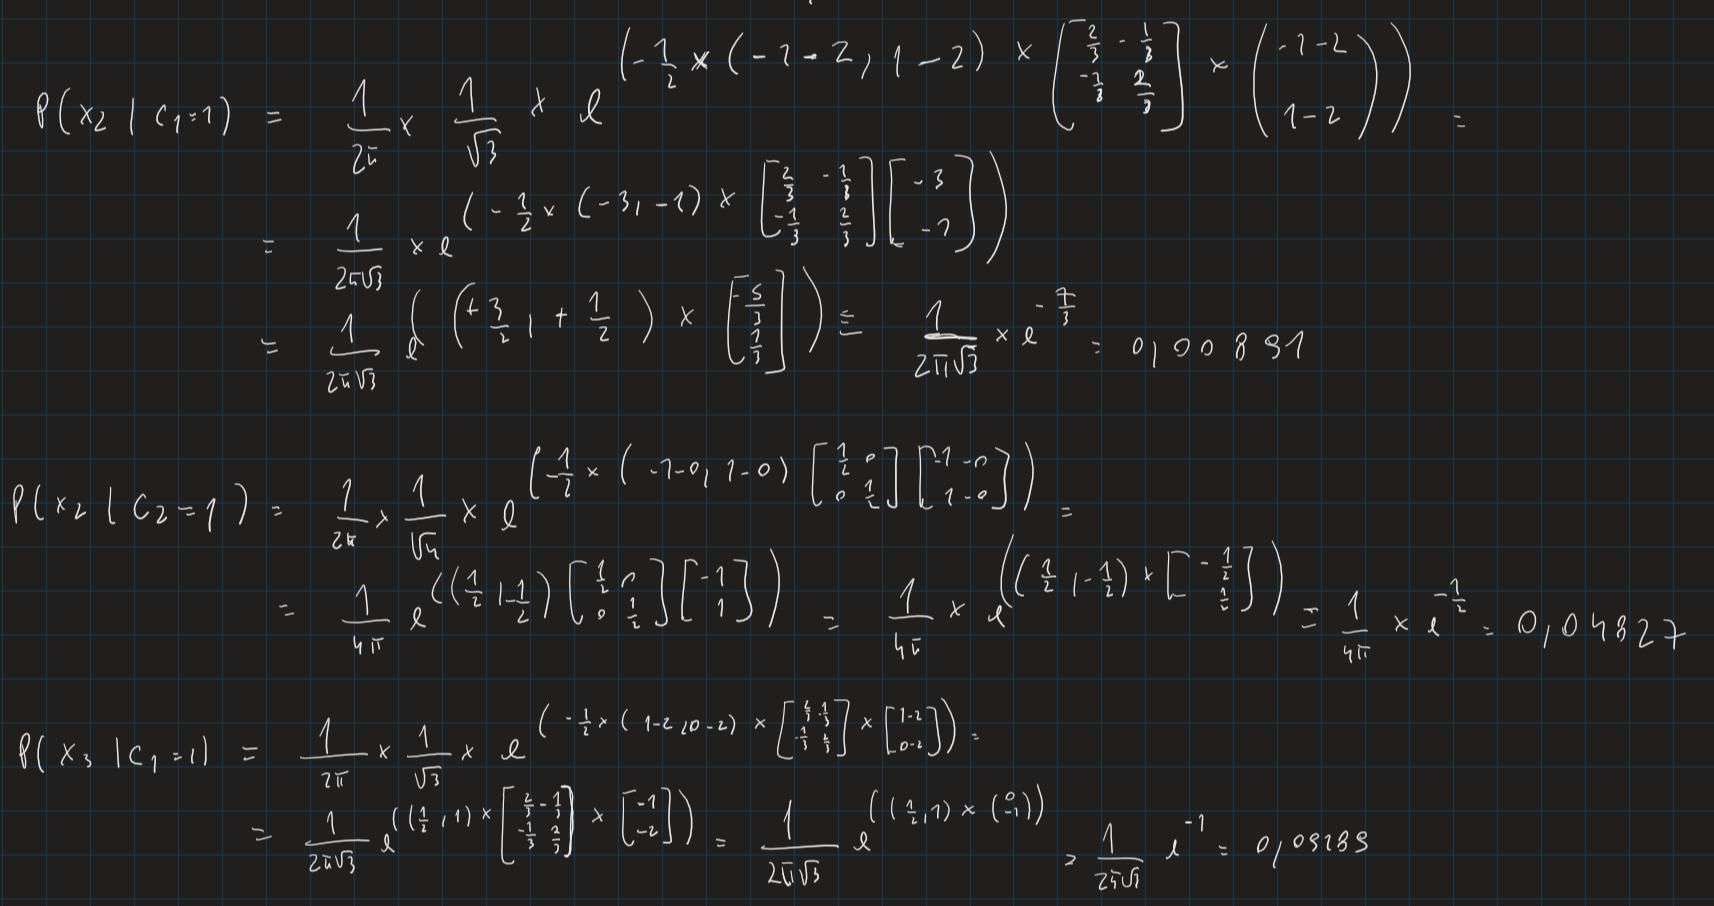 P(x₂ | c₁=1) = 1/2π × 1/√3 × e^(-1/2 × (-1-2, 1-2) × [2/3 -1/3; -1/3 2/3] × (-1-2; 1-2)) =
= 1/2π√3 × e^(-1/2 × (-3, -1) × [2/3 -1/3; -1/3 2/3] [-3; -1])
= 1/2π√3 e^((+3/2, +1/2) × [-5/3; 1/3]) = 1/2π√3 × e^(-7/3) = 0,00891
P(x₂ | c₂=1) = 1/2π × 1/√4 × e^(-1/2 × (-1-0, 1-0) [1/2 0; 0 1/2] [-1-0; 1-0]) =
= 1/4π e^((1/2, -1/2) [1/2 0; 0 1/2] [-1; 1]) = 1/4π × e^((1/2, -1/2) × [-1/2; 1/2]) = 1/4π × e^(-1/2) = 0,04827
P(x₃ | c₁=1) = 1/2π × 1/√3 × e^(-1/2 × (1-2, 0-2) × [2/3 -1/3; -1/3 2/3] × [1-2; 0-2]) =
= 1/2π√3 e^((1/2, 1) × [2/3 -1/3; -1/3 2/3] × [-1; -2]) = 1/2π√3 e^((1/2, 1) × (0; -1)) = 1/2π√3 e^(-1) =